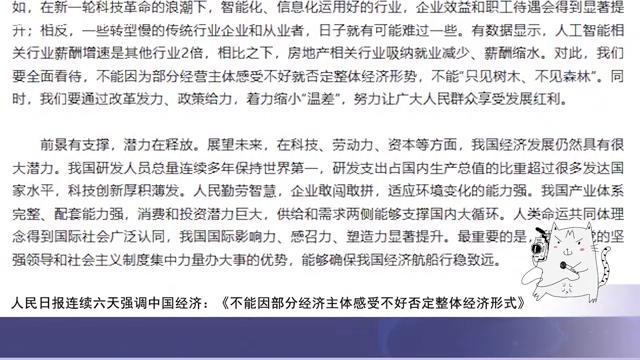 如，在新一轮科技革命的浪潮下，智能化、信息化运用好的行业，企业效益和职工待遇会得到显著提
升；相反，一些转型慢的传统行业企业和从业者，日子就有可能难过一些。有数据显示，人工智能相
关行业薪酬增速是其他行业2倍，相比之下，房地产相关行业吸纳就业减少、薪酬缩水。对此，我们
要全面看待，不能因为部分经营主体感受不好就否定整体经济形势，不能“只见树木、不见森林”。同
时，我们要通过改革发力、政策给力，着力缩小“温差”，努力让广大人民群众享受发展红利。
前景有支撑，潜力在释放。展望未来，在科技、劳动力、资本等方面，我国经济发展仍然具有很
大潜力。我国研发人员总量连续多年保持世界第一，研发支出占国内生产总值的比重超过很多发达国
家水平，科技创新厚积薄发。人民勤劳智慧，企业敢闯敢拼，适应环境变化的能力强。我国产业体系
完整、配套能力强，消费和投资潜力巨大，供给和需求两侧能够支撑国内大循环。人类命运共同体理
念得到国际社会广泛认同，我国国际影响力、感召力、塑造力显著提升。最重要的是，的坚
强领导和社会主义制度集中力量办大事的优势，能够确保我国经济航船行稳致远。
人民日报连续六天强调中国经济：《不能因部分经济主体感受不好否定整体经济形式》